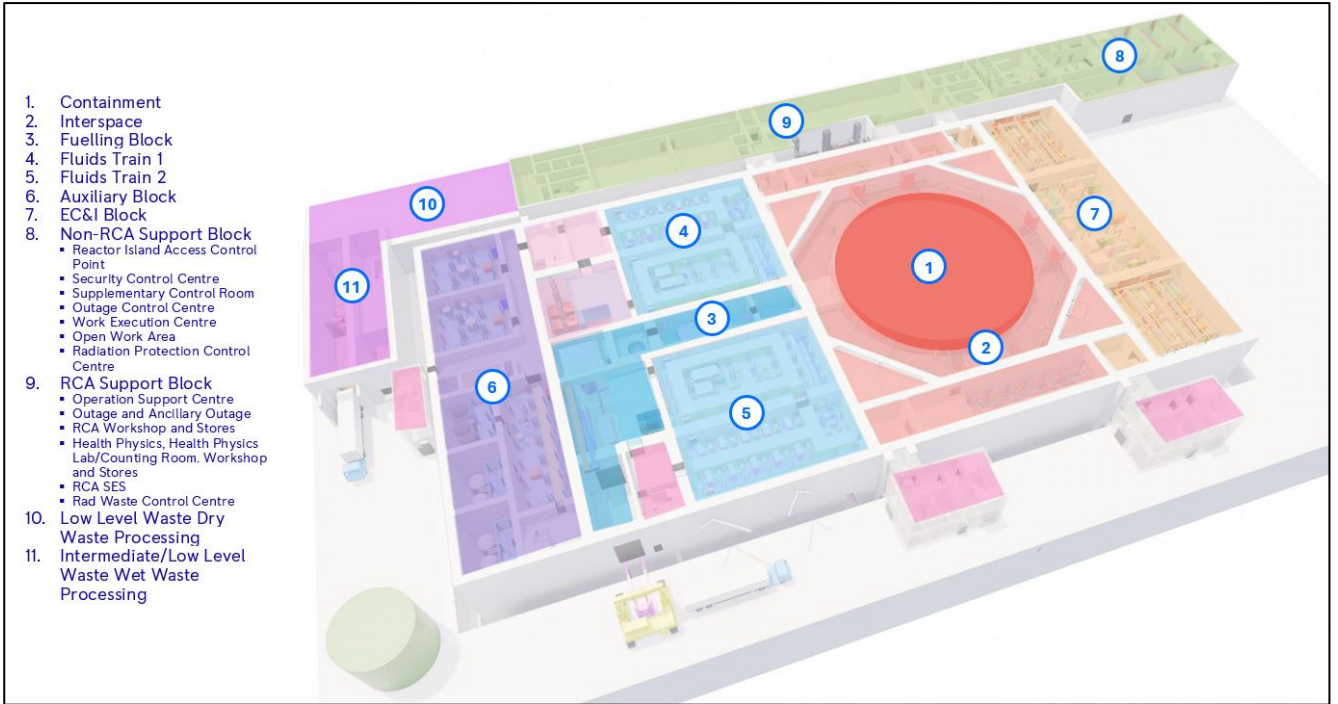 1. Containment
2. Interspace
3. Fuelling Block
4. Fluids Train 1
5. Fluids Train 2
6. Auxiliary Block
7. EC&I Block
8. Non-RCA Support Block
▪ Reactor Island Access Control
Point
▪ Security Control Centre
▪ Supplementary Control Room
▪ Outage Control Centre
▪ Work Execution Centre
▪ Open Work Area
▪ Radiation Protection Control
Centre
9. RCA Support Block
▪ Operation Support Centre
▪ Outage and Ancillary Outage
▪ RCA Workshop and Stores
▪ Health Physics, Health Physics
Lab/Counting Room. Workshop
and Stores
▪ RCA SES
▪ Rad Waste Control Centre
10. Low Level Waste Dry
Waste Processing
11. Intermediate/Low Level
Waste Wet Waste
Processing
8
9
10
7
4
1
11
3
2
6
5